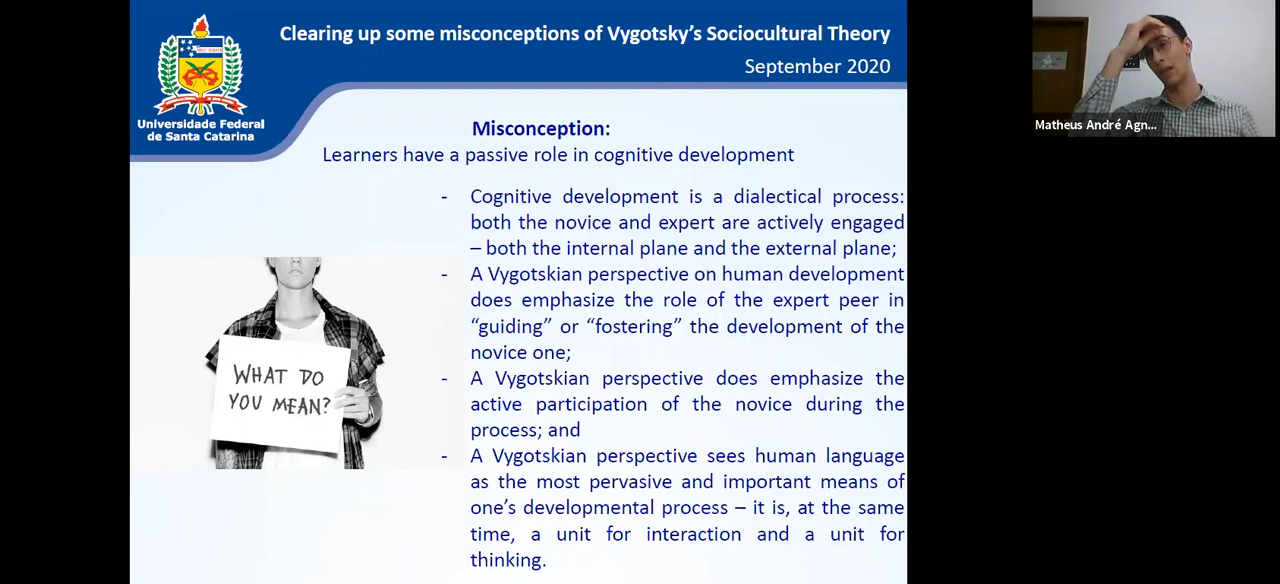 Clearing up some misconceptions of Vygotsky's Sociocultural Theory
September 2020
Universidade Federal
de Santa Catarina
Matheus André Agn...
Misconception:
Learners have a passive role in cognitive development
- Cognitive development is a dialectical process:
both the novice and expert are actively engaged
– both the internal plane and the external plane;
- A Vygotskian perspective on human development
does emphasize the role of the expert peer in
“guiding” or “fostering” the development of the
novice one;
- A Vygotskian perspective does emphasize the
active participation of the novice during the
process; and
- A Vygotskian perspective sees human language
as the most pervasive and important means of
one’s developmental process – it is, at the same
time, a unit for interaction and a unit for
thinking.
WHAT DO
YOU MEAN?